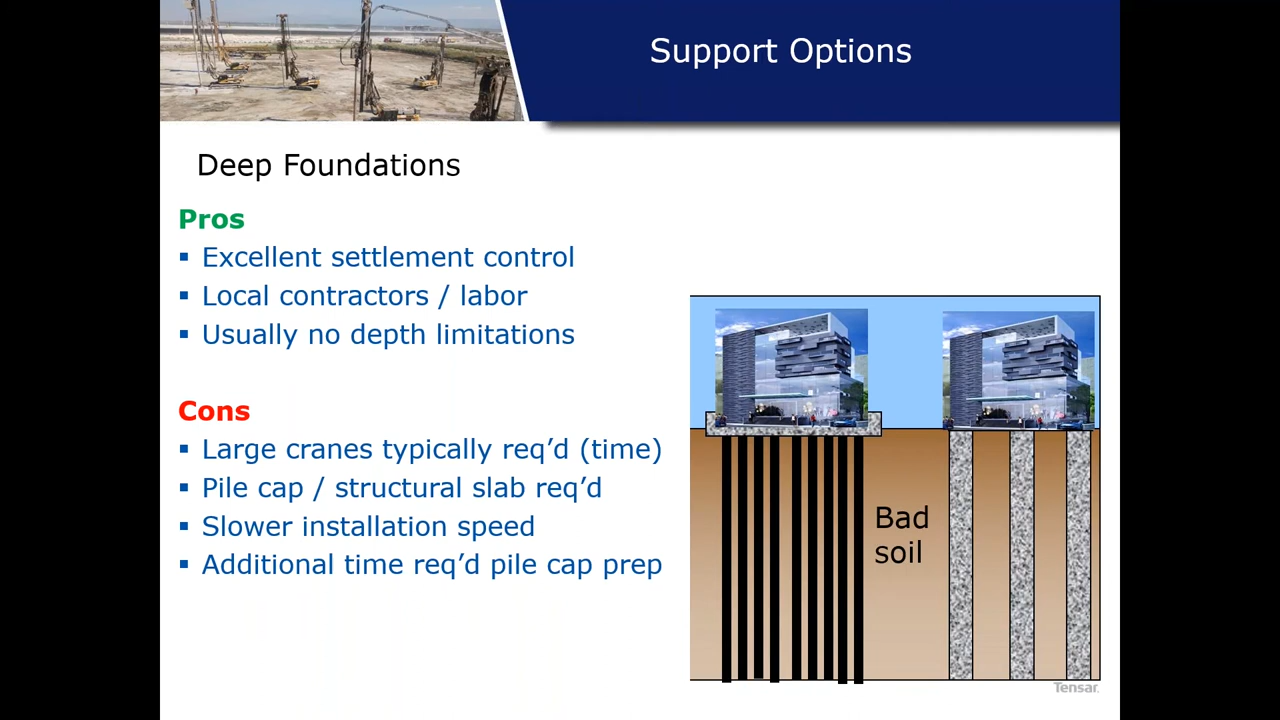 Support Options
Deep Foundations
Pros
▪ Excellent settlement control
▪ Local contractors / labor
▪ Usually no depth limitations
Cons
▪ Large cranes typically req’d (time)
▪ Pile cap / structural slab req’d
▪ Slower installation speed
▪ Additional time req’d pile cap prep
Bad
soil
Tensar.